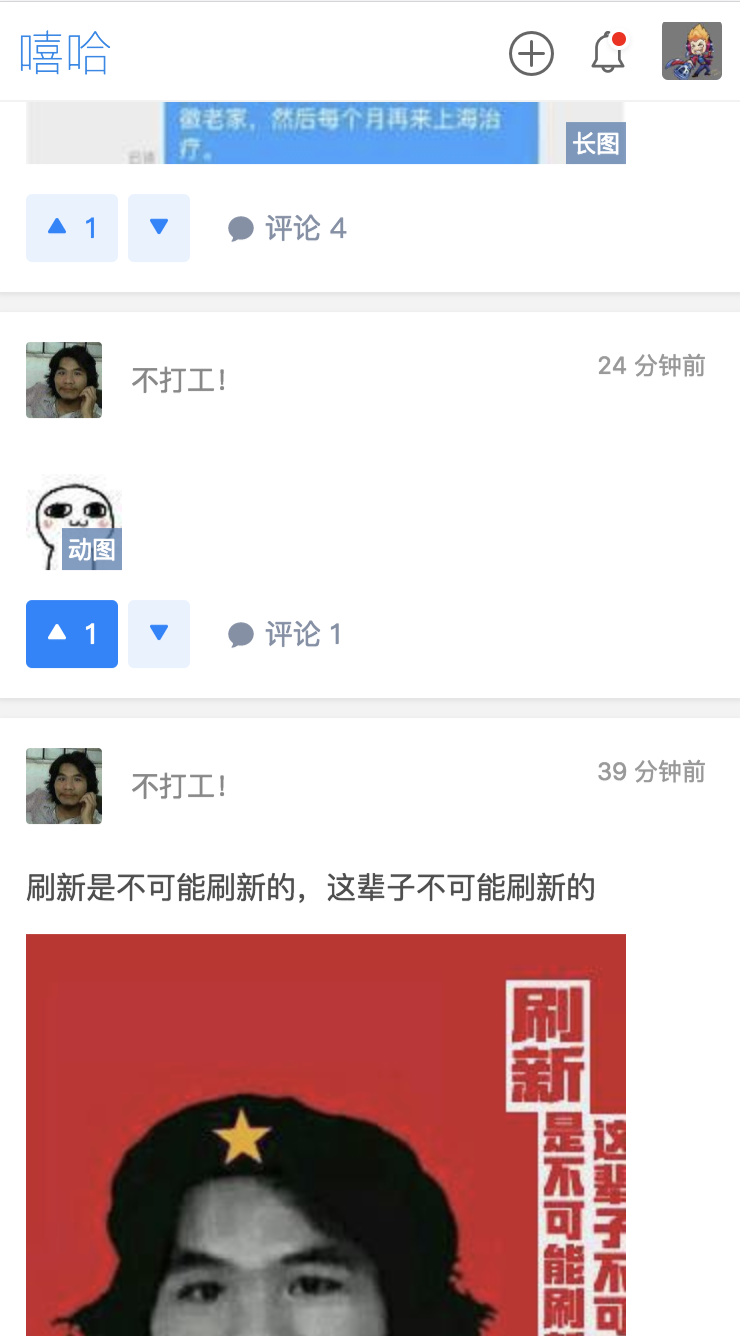 嘻哈
徽老家，然后每个月再来上海治
疗。
长图
1
评论 4
不打工！
24 分钟前
动图
1
评论 1
不打工！
39 分钟前
刷新是不可能刷新的，这辈子不可能刷新的
刷新
是不可能刷
这辈子不可